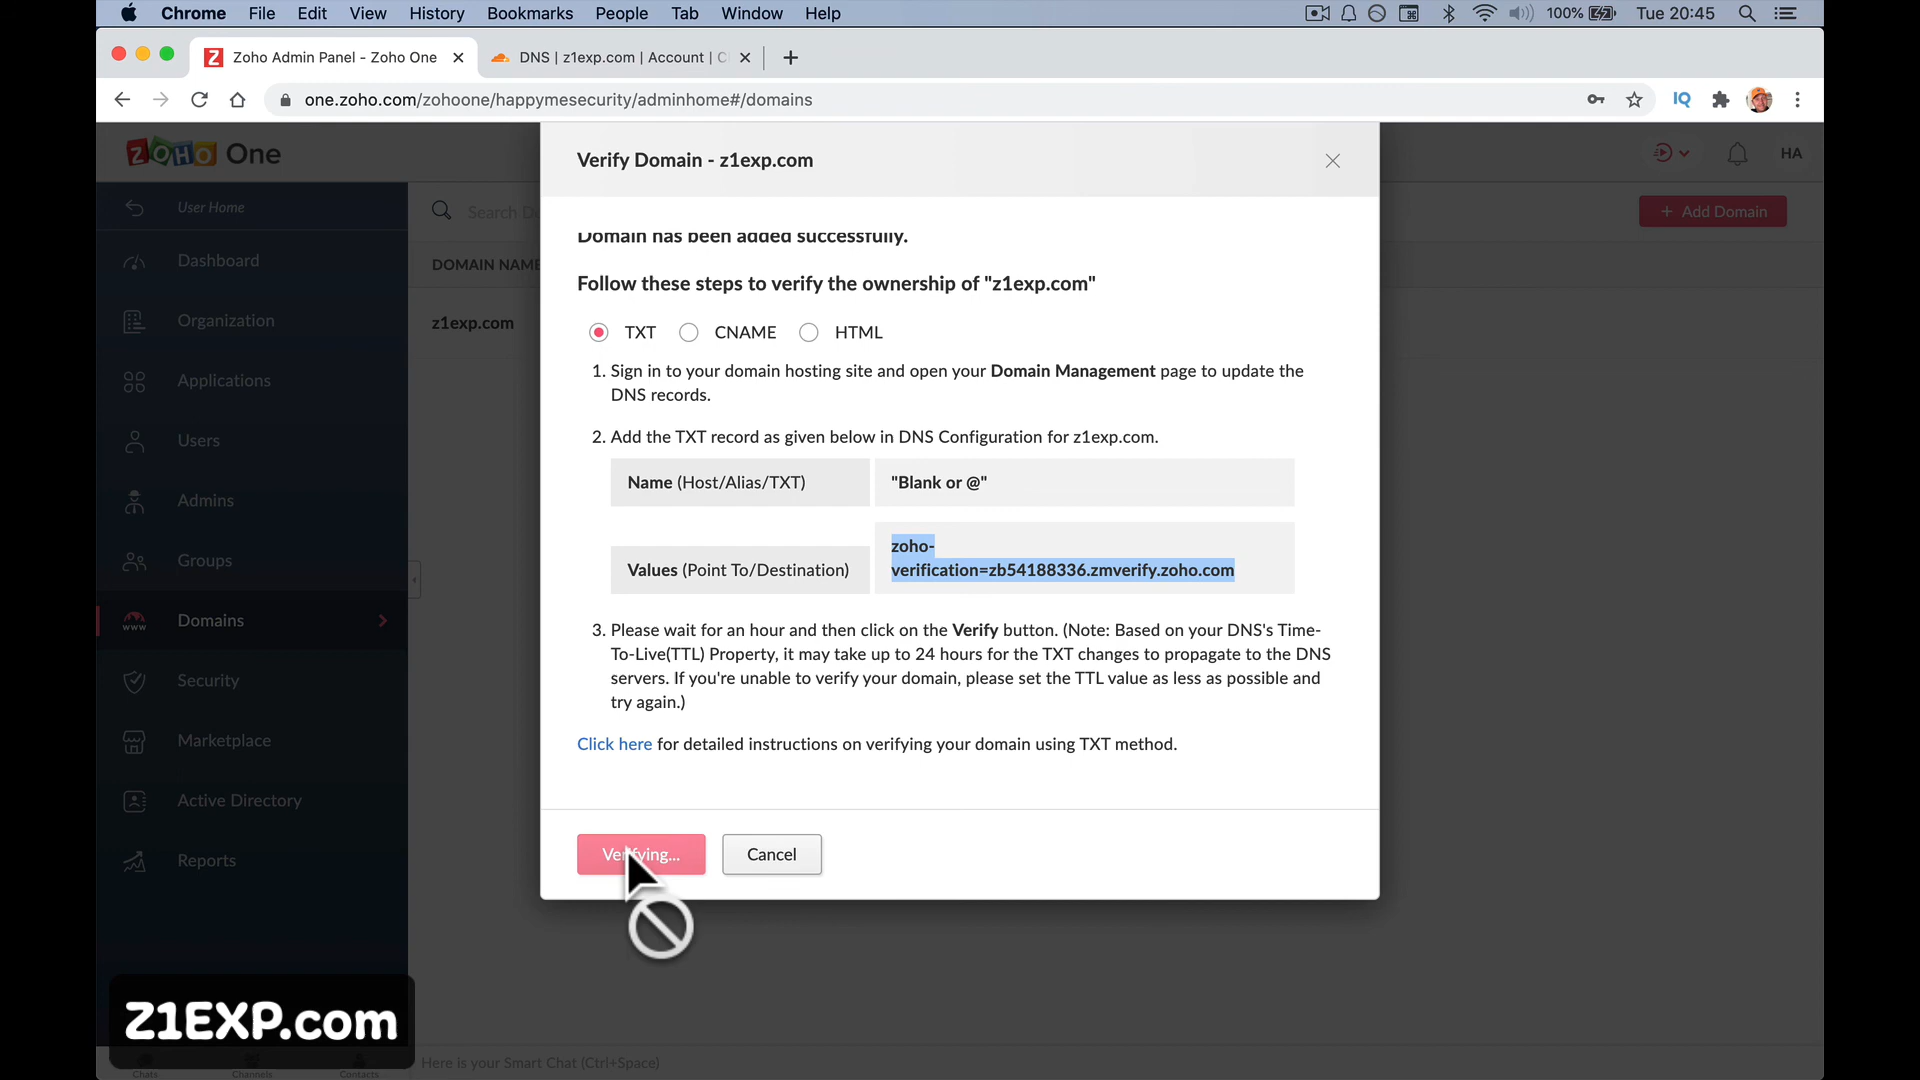 Chrome File Edit View History Bookmarks People Tab Window Help
100% Tue 20:45
Zoho Admin Panel - Zoho One
DNS | z1exp.com | Account | C
one.zoho.com/zohoone/happymesecurity/adminhome#/domains
IQ
ZOHO One
HA
User Home
Dashboard
Organization
Applications
Users
Admins
Groups
WWW Domains
Security
Marketplace
Active Directory
Reports
Search Do
+ Add Domain
DOMAIN NAME
z1exp.com
Verify Domain - z1exp.com
Domain has been added successfully.
Follow these steps to verify the ownership of "z1exp.com"
TXT CNAME HTML
1. Sign in to your domain hosting site and open your Domain Management page to update the
DNS records.
2. Add the TXT record as given below in DNS Configuration for z1exp.com.
Name (Host/Alias/TXT) "Blank or @"
Values (Point To/Destination)
zoho-
verification=zb54188336.zmverify.zoho.com
3. Please wait for an hour and then click on the Verify button. (Note: Based on your DNS's Time-
To-Live(TTL) Property, it may take up to 24 hours for the TXT changes to propagate to the DNS
servers. If you're unable to verify your domain, please set the TTL value as less as possible and
try again.)
Click here for detailed instructions on verifying your domain using TXT method.
Verifying... Cancel
Z1EXP.com
Chats Channels Contacts
Here is your Smart Chat (Ctrl+Space)